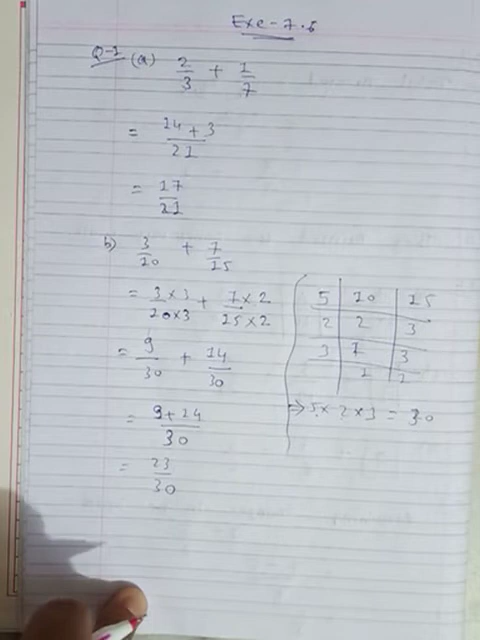 Exe - 7.6
Q-1 (a) 2/3 + 1/7
= 14 + 3 / 21
= 17/21
b) 3/10 + 7/15
= 3 x 3 / 10 x 3 + 7 x 2 / 15 x 2
= 9/30 + 14/30
= 9 + 14 / 30
= 23/30
5 | 10 | 15
2 | 2 | 3
3 | 1 | 3
1 | 1
⇒ 5 x 2 x 3 = 30